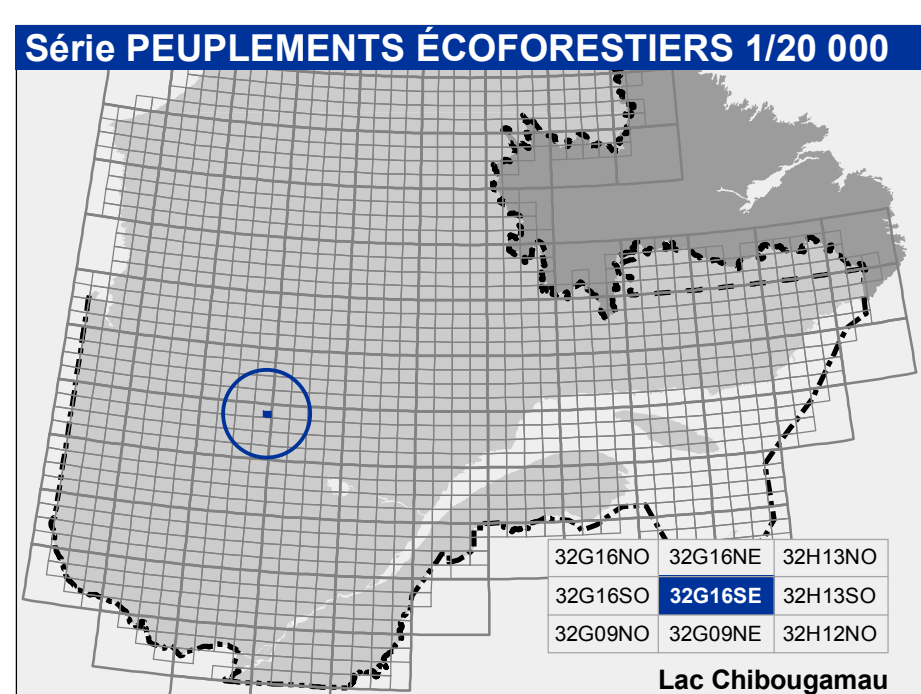 Série PEUPLEMENTS ÉCOFORESTIERS 1/20 000
32G16NO 32G16NE 32H13NO
32G16SO 32G16SE 32H13SO
32G09NO 32G09NE 32H12NO
Lac Chibougamau